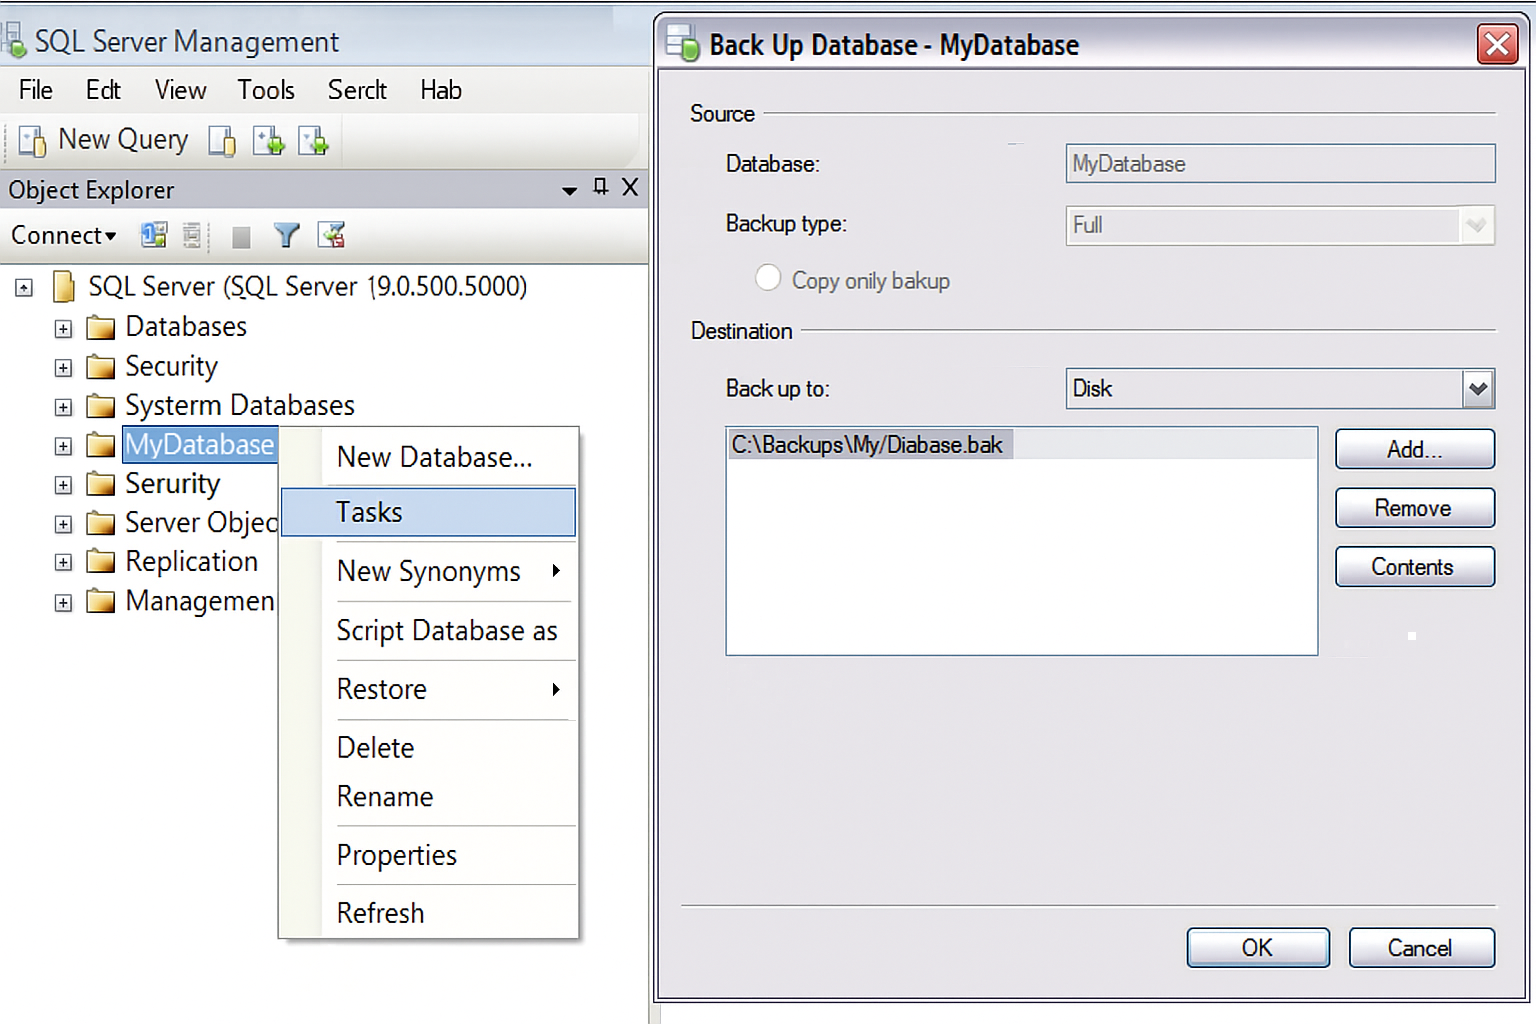 SQL Server Management
File Edt View Tools Serclt Hab
New Query
Object Explorer
Connect
SQL Server (SQL Server 19.0.500.5000)
Databases
Security
Systerm Databases
MyDatabase
Serurity
Server Objec
Replication
Managemen
New Database...
Tasks
New Synonyms
Script Database as
Restore
Delete
Rename
Properties
Refresh
Back Up Database - MyDatabase
Source
Database: MyDatabase
Backup type: Full
Copy onily bakup
Destination
Back up to: Disk
C:\Backups\My/Diabase.bak
Add...
Remove
Contents
OK Cancel